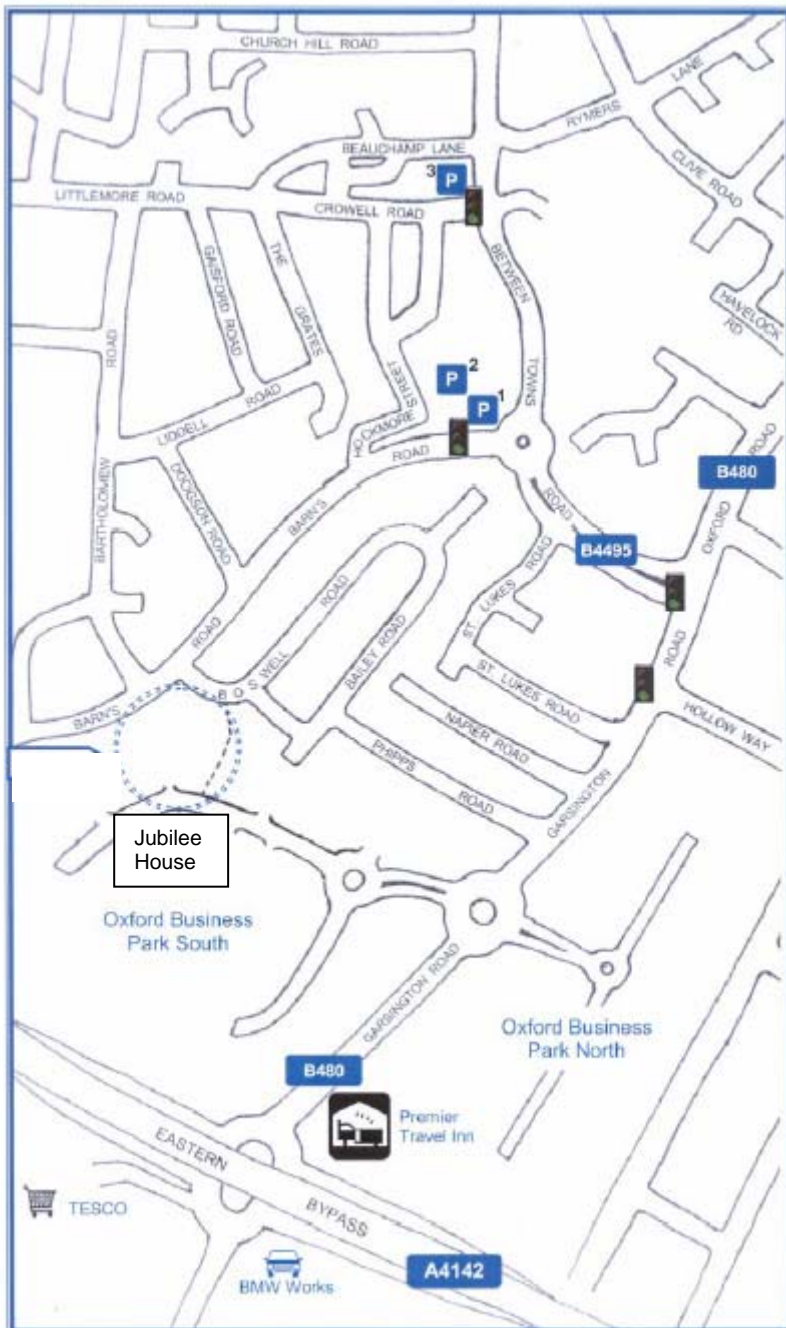 CHURCH HILL ROAD
RYMERS
LANE
BEAUCHAMP LANE
CLIVE ROAD
3
P
LITTLEMORE ROAD
CROWELL ROAD
BETWEEN
TOWNS
ROAD
THE
GRATES
GAISFORD ROAD
HAVELOCK
RD
P
2
P
1
HOCKMORE
STREET
BARTHOLOMEW
ROAD
LIDDELL
ROAD
DODGSON ROAD
BARN'S
ROAD
ROAD
B480
OXFORD
ROAD
B4495
ST. LUKES
ROAD
ROAD
BARN'S
BOSWELL
ROAD
BAILEY ROAD
ST. LUKES ROAD
NAPIER ROAD
HOLLOW WAY
PHIPPS
ROAD
GARSINGTON
ROAD
Jubilee
House
Oxford Business
Park South
GARSINGTON ROAD
Oxford Business
Park North
B480
Premier
Travel Inn
EASTERN
BYPASS
TESCO
BMW Works
A4142